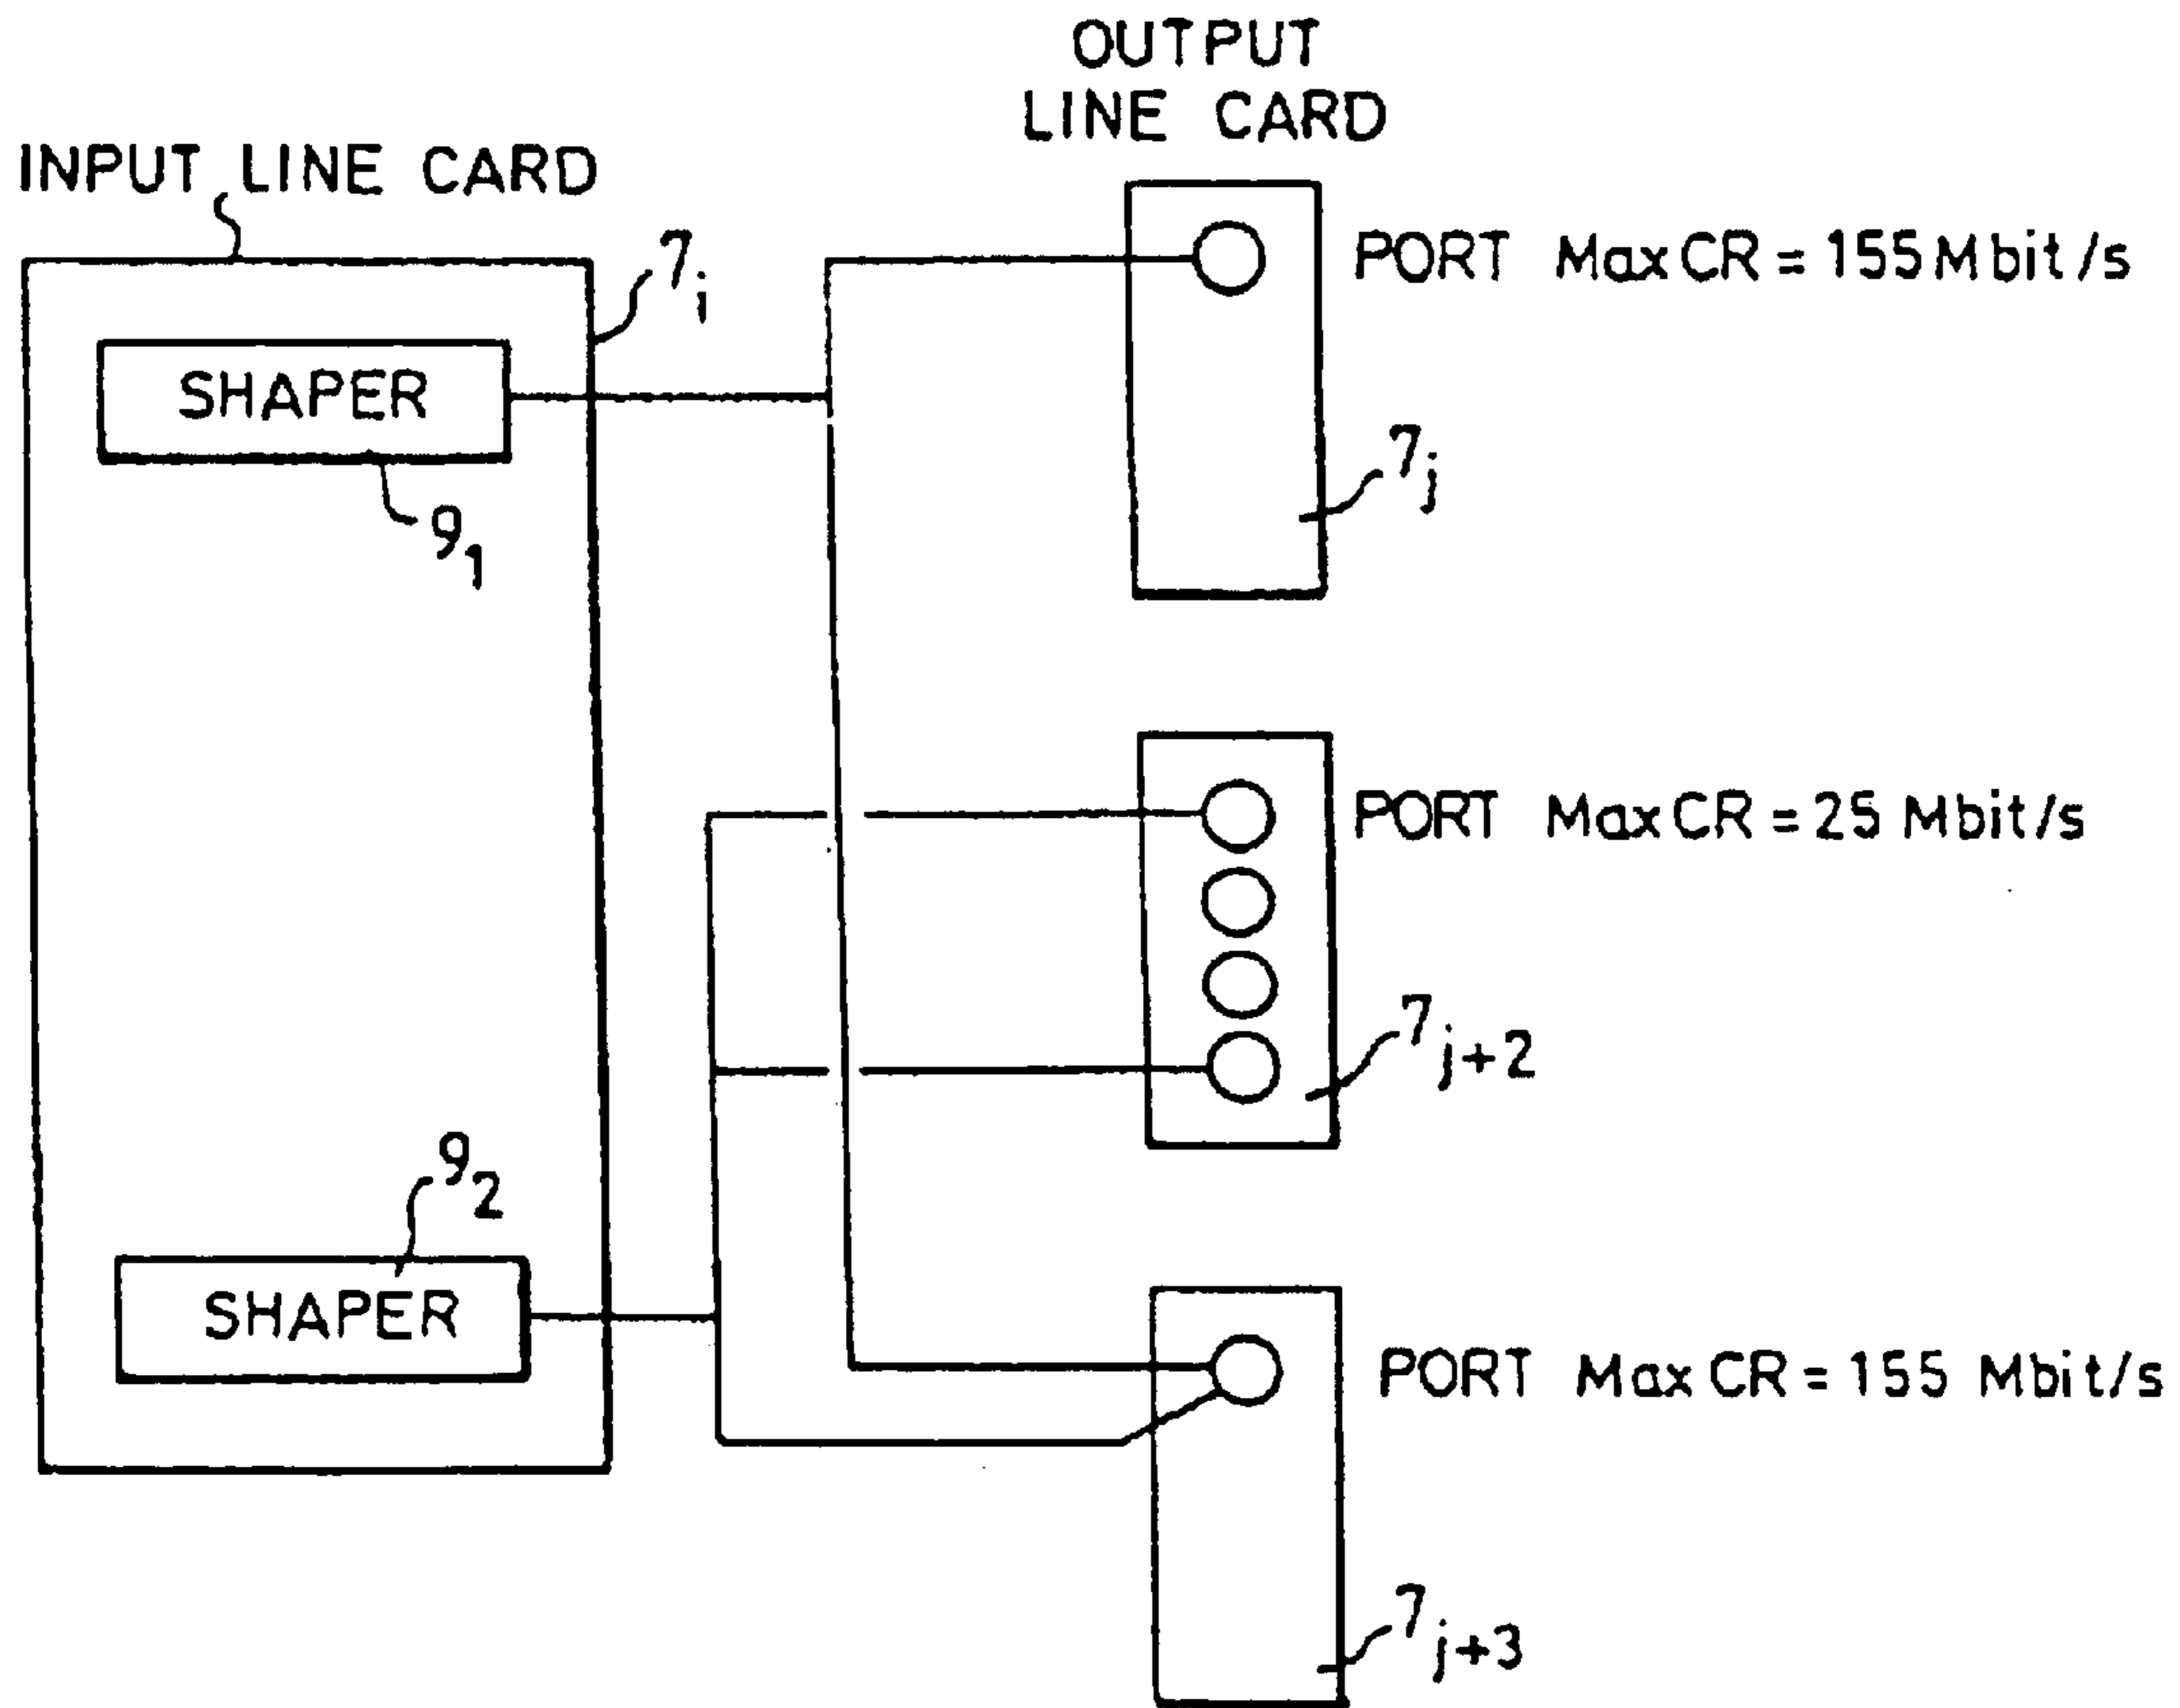 OUTPUT
LINE CARD
INPUT LINE CARD
7i
PORT MaxCR = 155 Mbit/s
SHAPER
91
7j
PORT MaxCR = 25 Mbit/s
7j+2
92
SHAPER
PORT MaxCR = 155 Mbit/s
7j+3